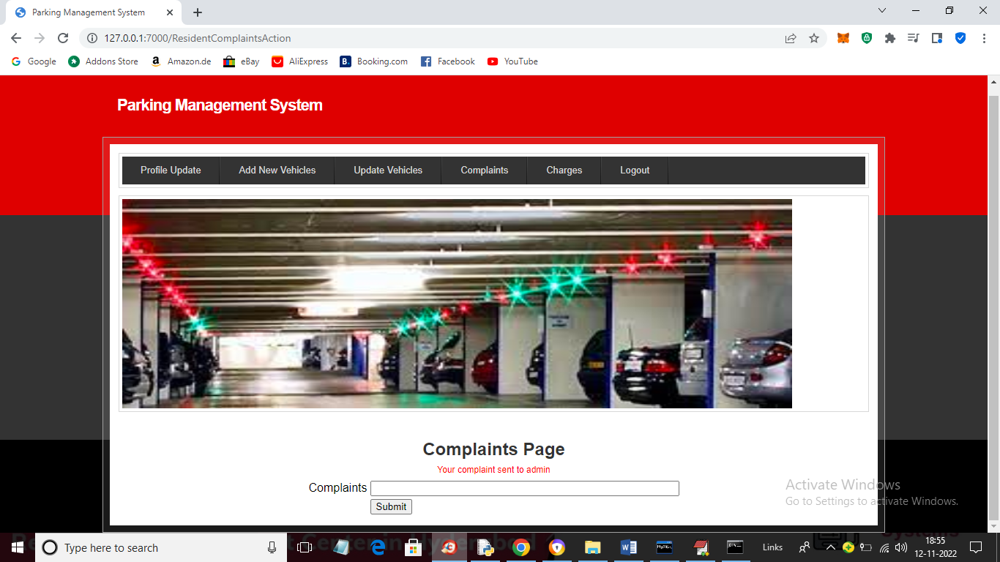 Parking Management System
127.0.0.1:7000/ResidentComplaintsAction
Google Addons Store Amazon.de eBay AliExpress Booking.com Facebook YouTube
Parking Management System
Profile Update Add New Vehicles Update Vehicles Complaints Charges Logout
Complaints Page
Your complaint sent to admin
Complaints
Submit
Activate Windows
Go to Settings to activate Windows.
Type here to search
Links
18:55
12-11-2022